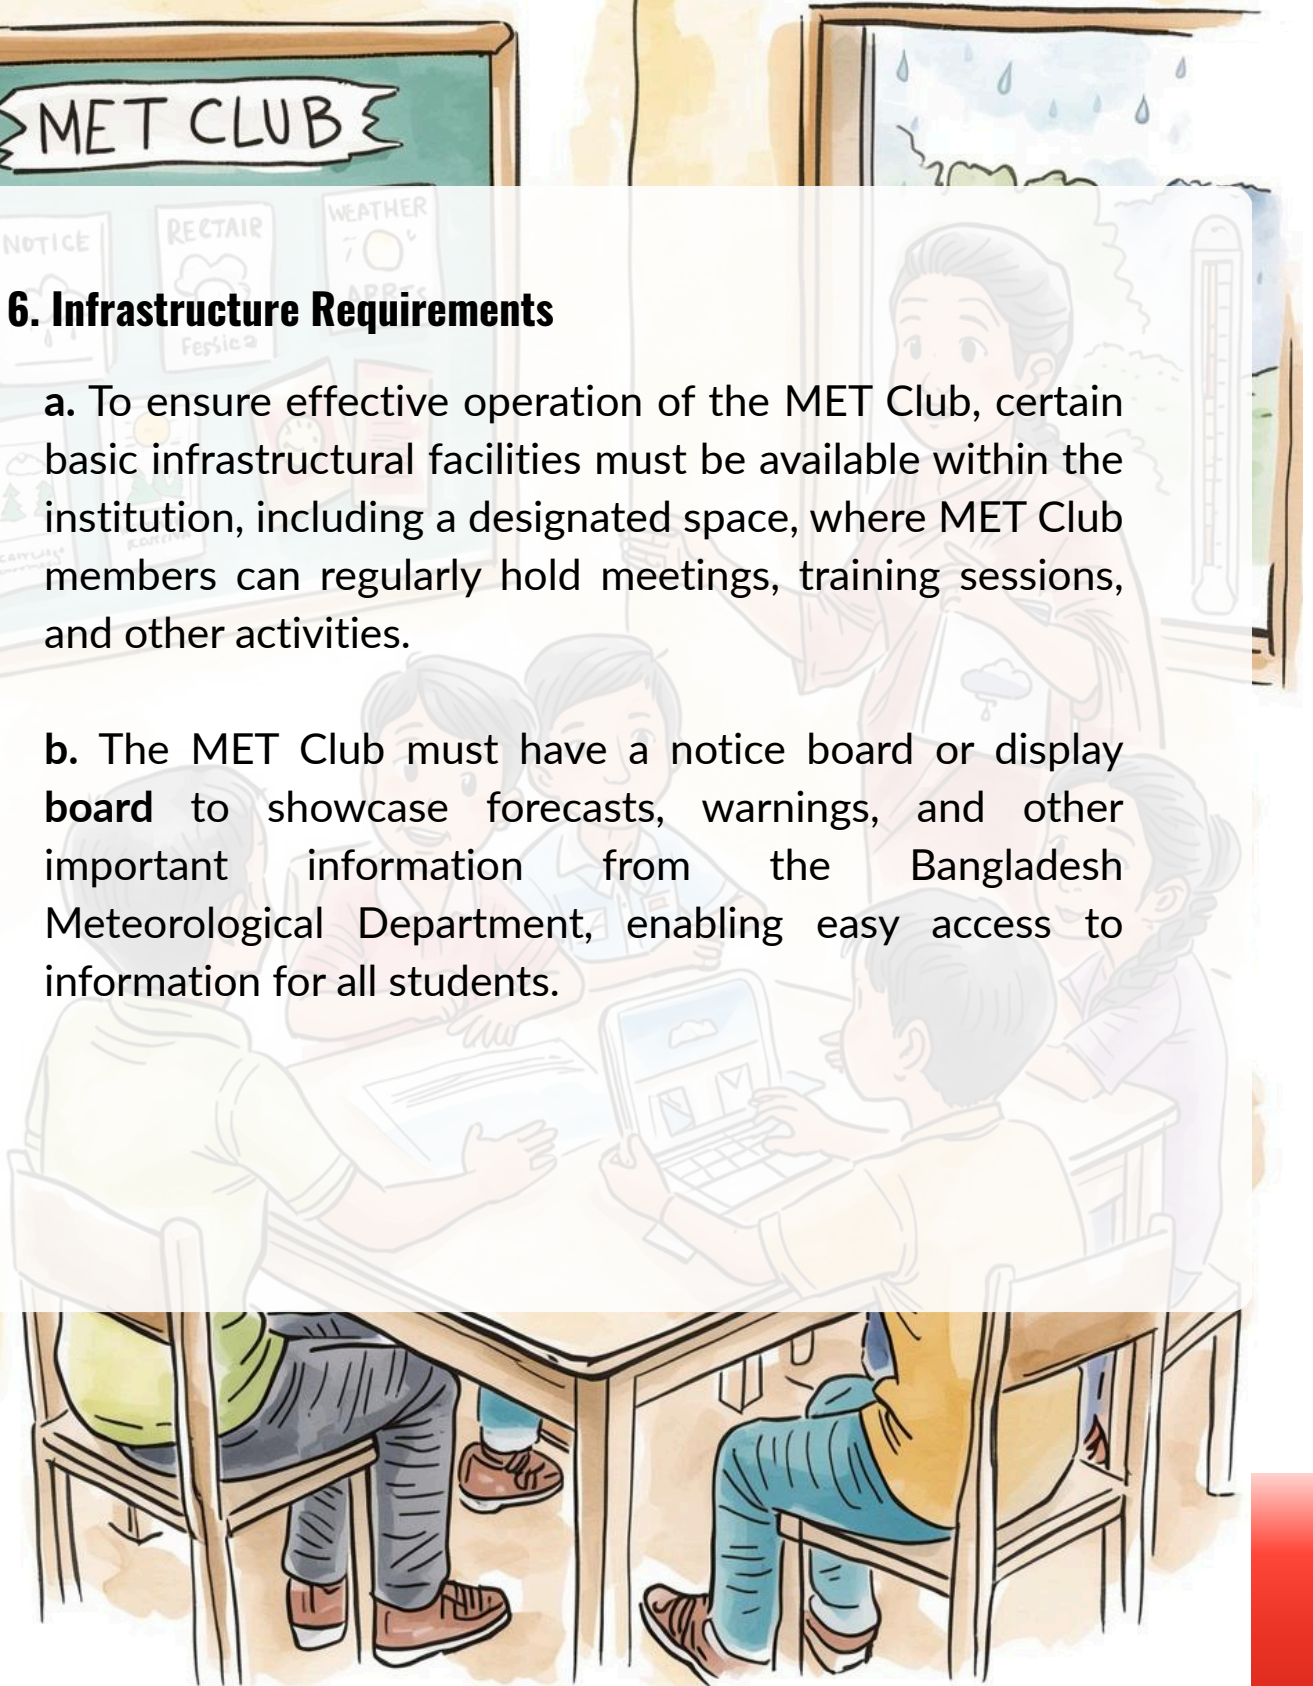 MET CLUB
NOTICE
RECTAIR
WEATHER
6. Infrastructure Requirements
a. To ensure effective operation of the MET Club, certain
basic infrastructural facilities must be available within the
institution, including a designated space, where MET Club
members can regularly hold meetings, training sessions,
and other activities.
b. The MET Club must have a notice board or display
board to showcase forecasts, warnings, and other
important information from the Bangladesh
Meteorological Department, enabling easy access to
information for all students.